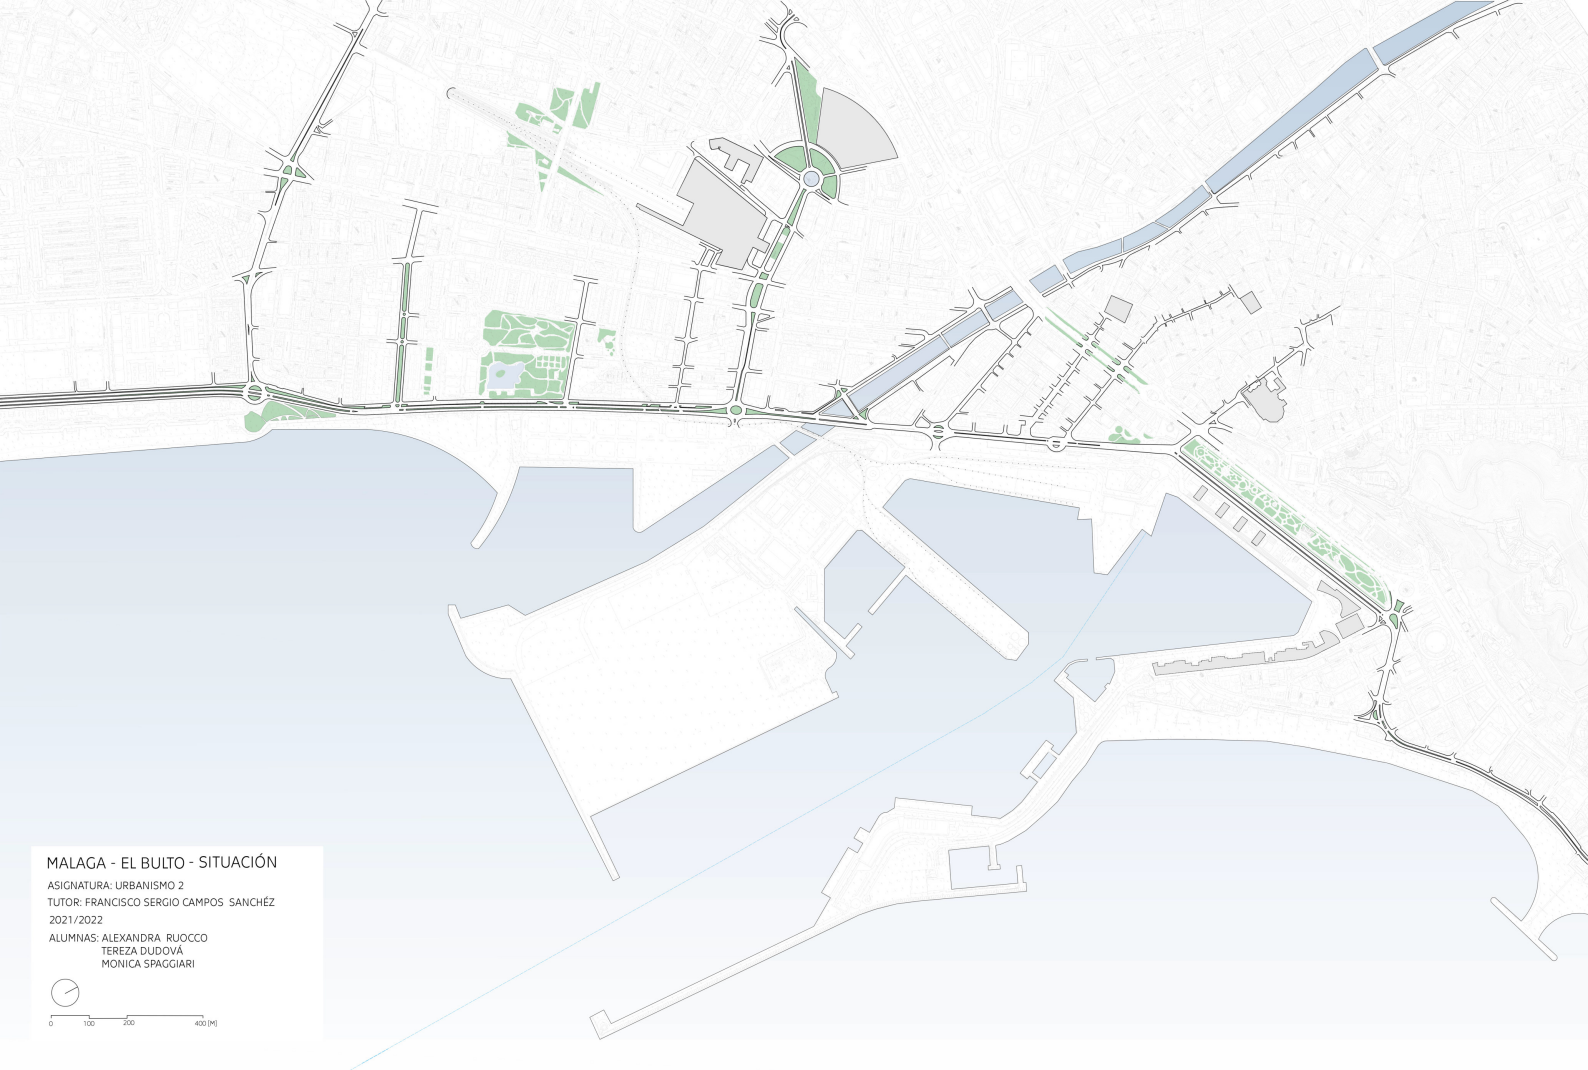 MALAGA - EL BULTO - SITUACIÓN
ASIGNATURA: URBANISMO 2
TUTOR: FRANCISCO SERGIO CAMPOS SANCHÉZ
2021/2022
ALUMNAS: ALEXANDRA RUOCCO
TEREZA DUDOVÁ
MONICA SPAGGIARI
0 100 200 400 [M]